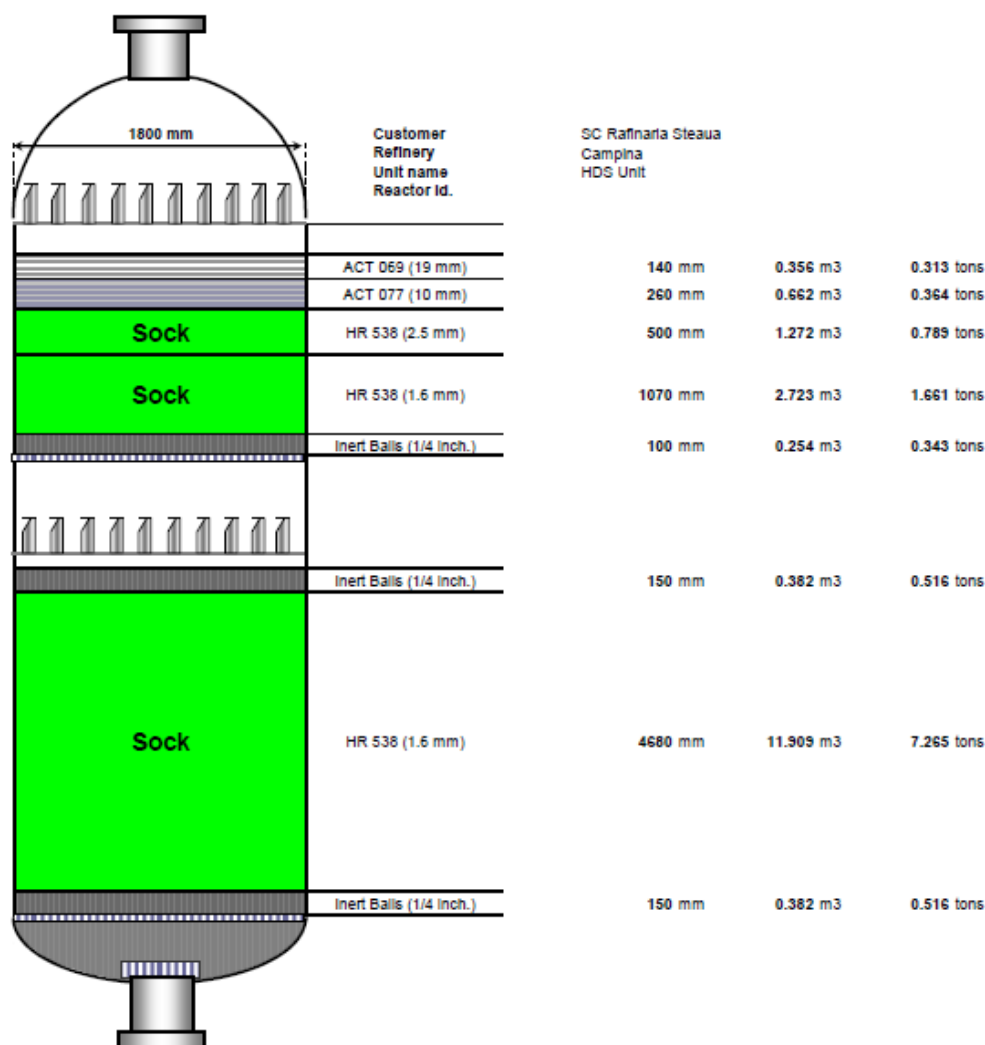 1800 mm
Customer SC Rafinaria Steaua
Refinery Campina
Unit name HDS Unit
Reactor Id.
ACT 069 (19 mm) 140 mm 0.356 m3 0.313 tons
ACT 077 (10 mm) 260 mm 0.662 m3 0.364 tons
Sock HR 538 (2.5 mm) 500 mm 1.272 m3 0.789 tons
Sock HR 538 (1.6 mm) 1070 mm 2.723 m3 1.661 tons
Inert Balls (1/4 Inch.) 100 mm 0.254 m3 0.343 tons
Inert Balls (1/4 Inch.) 150 mm 0.382 m3 0.516 tons
Sock HR 538 (1.6 mm) 4680 mm 11.909 m3 7.265 tons
Inert Balls (1/4 Inch.) 150 mm 0.382 m3 0.516 tons